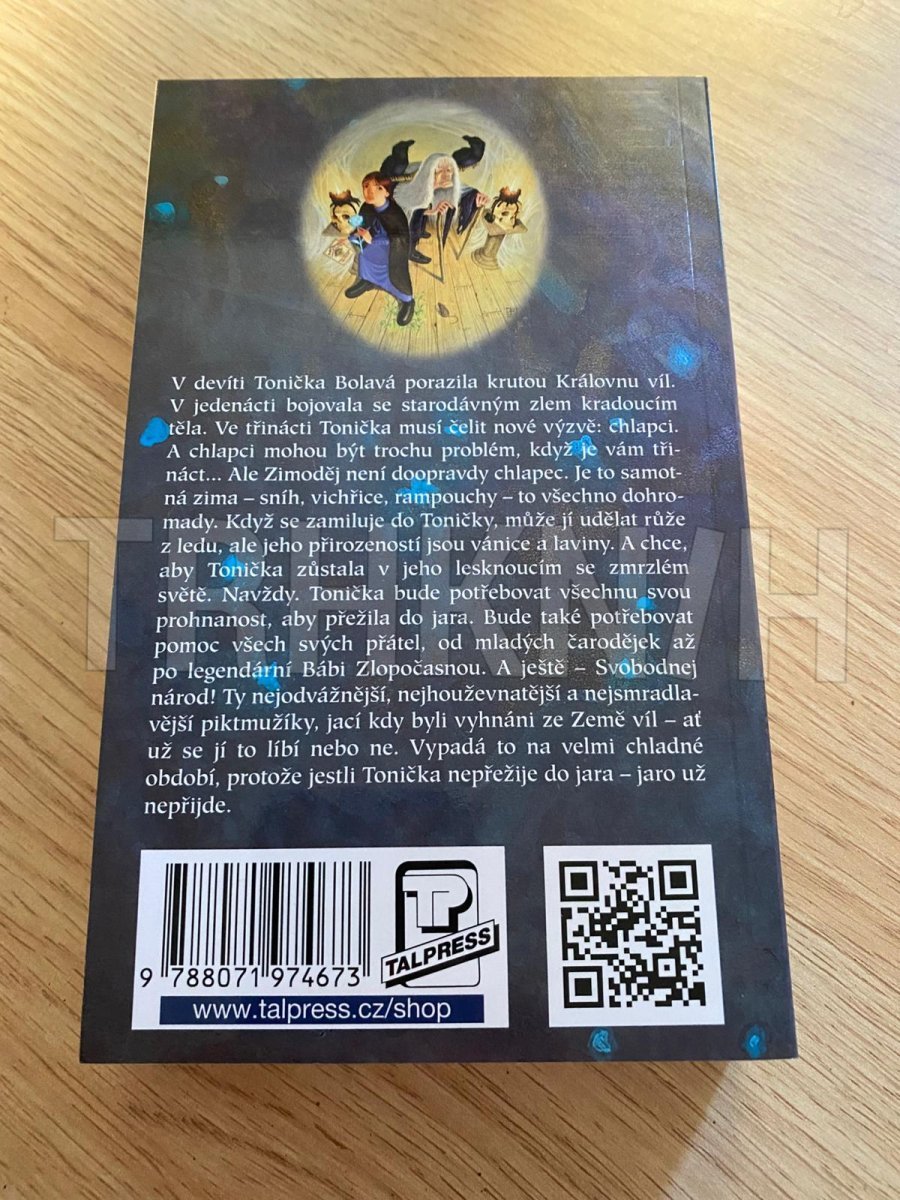 V devíti Tonička Bolavá porazila krutou Královnu víl.
V jedenácti bojovala se starodávným zlem kradoucím
těla. Ve třinácti Tonička musí čelit nové výzvě: chlapci.
A chlapci mohou být trochu problém, když je vám tři-
náct... Ale Zimoděj není doopravdy chlapec. Je to samot-
ná zima – sníh, vichřice, rampouchy – to všechno dohro-
mady. Když se zamiluje do Toničky, může jí udělat růže
z ledu, ale jeho přirozeností jsou vánice a laviny. A chce,
aby Tonička zůstala v jeho lesknoucím se zmrzlém
světě. Navždy. Tonička bude potřebovat všechnu svou
prohnanost, aby přežila do jara. Bude také potřebovat
pomoc všech svých přátel, od mladých čarodějek až
po legendární Bábi Zlopočasnou. A ještě – Svobodnej
národ! Ty nejodvážnější, nejhouževnatější a nejsmradla-
vější piktmužíky, jací kdy byli vyhnáni ze Země víl – ať
už se jí to líbí nebo ne. Vypadá to na velmi chladné
období, protože jestli Tonička nepřežije do jara – jaro už
nepřijde.
TP
TALPRESS
9 788071 974673
www.talpress.cz/shop